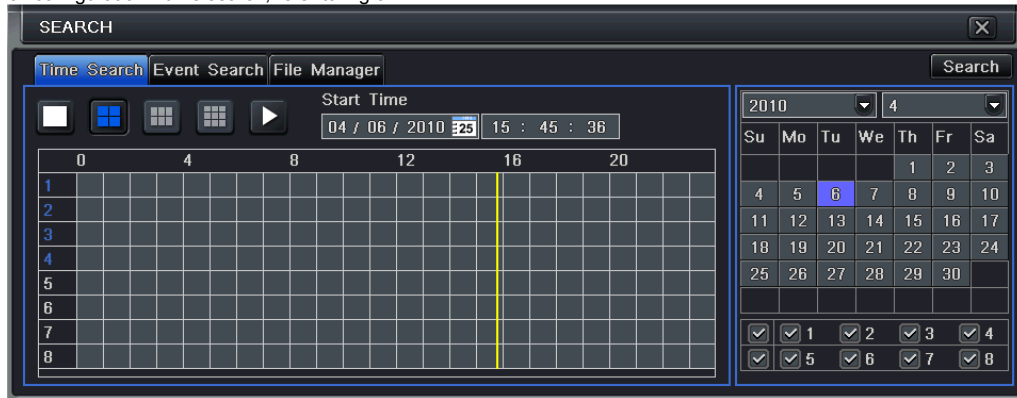 SEARCH
Time Search Event Search File Manager
Search
Start Time
04 / 06 / 2010 25 15 : 45 : 36
0 4 8 12 16 20
1
2
3
4
5
6
7
8
2010 4
Su Mo Tu We Th Fr Sa
1 2 3
4 5 6 7 8 9 10
11 12 13 14 15 16 17
18 19 20 21 22 23 24
25 26 27 28 29 30
1 2 3 4
5 6 7 8